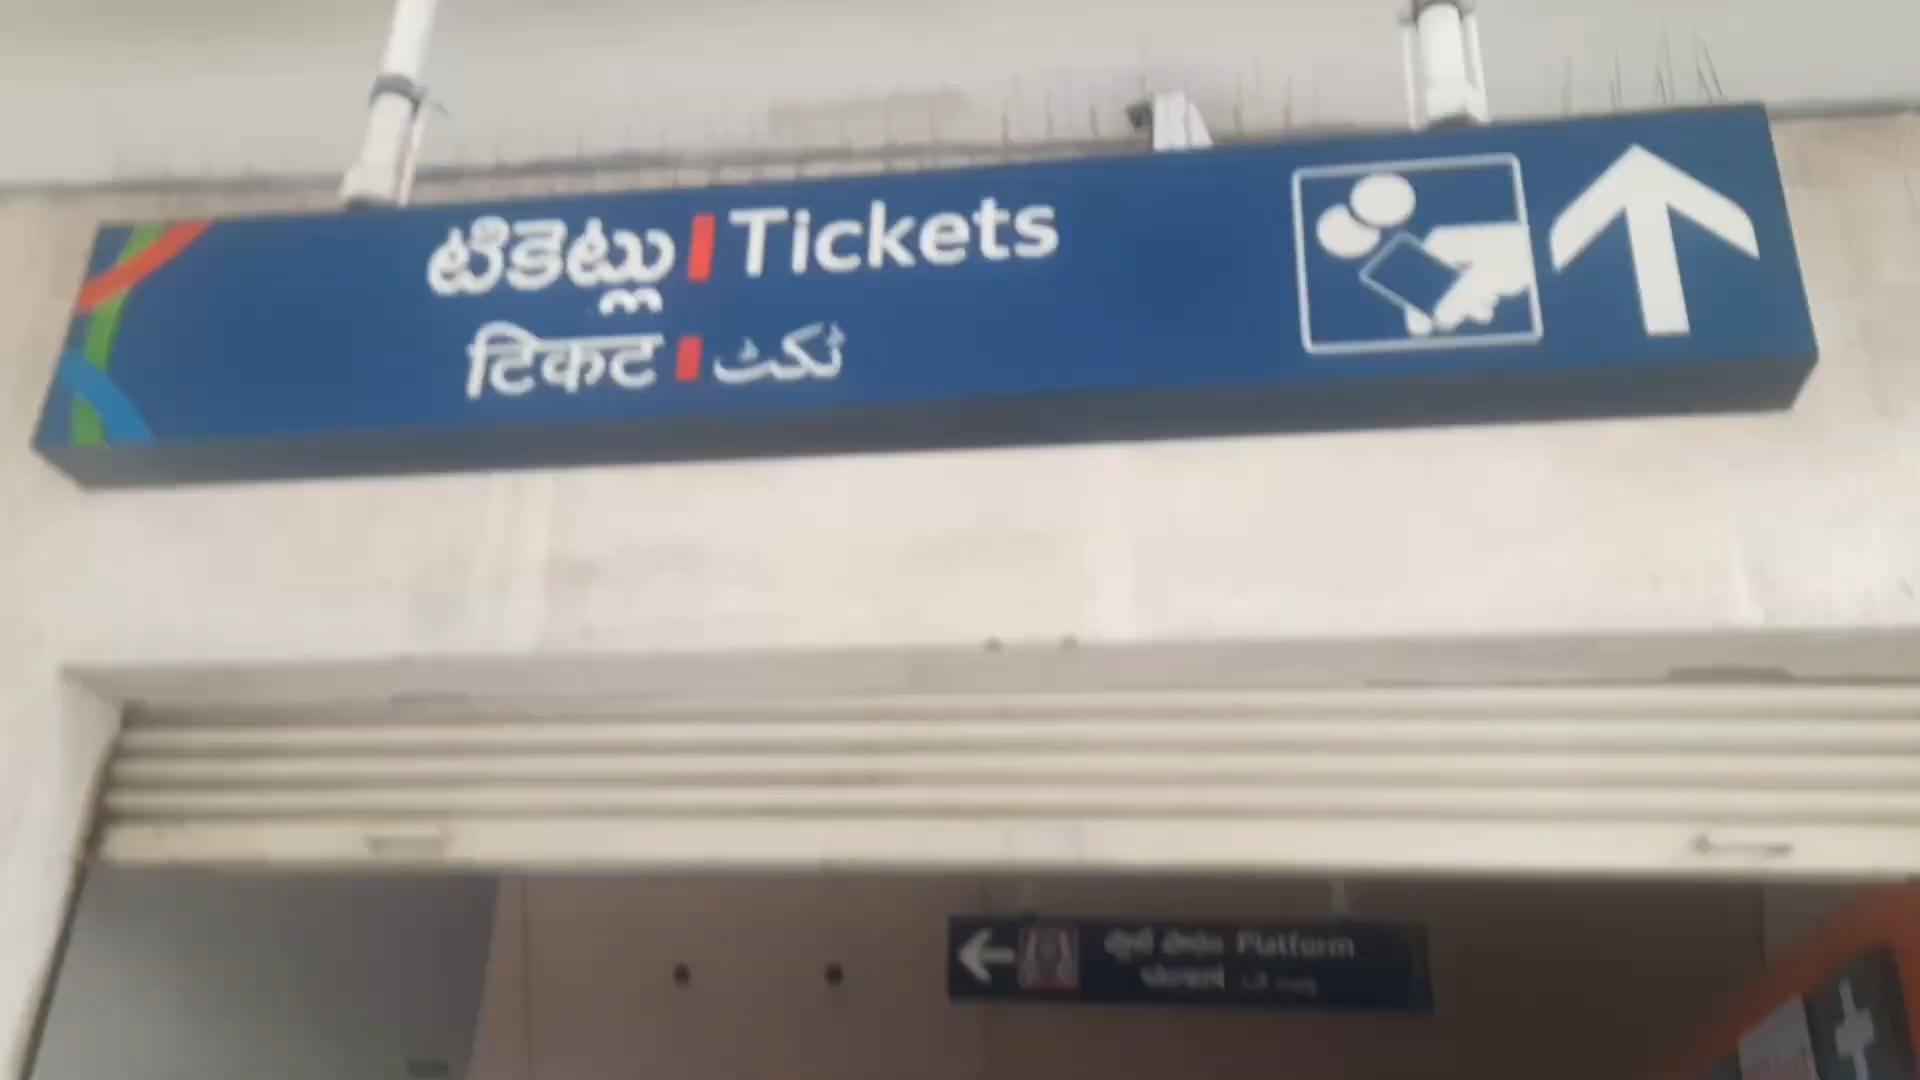 టికెట్లు | Tickets
टिकट | ٹکٹ
Platform